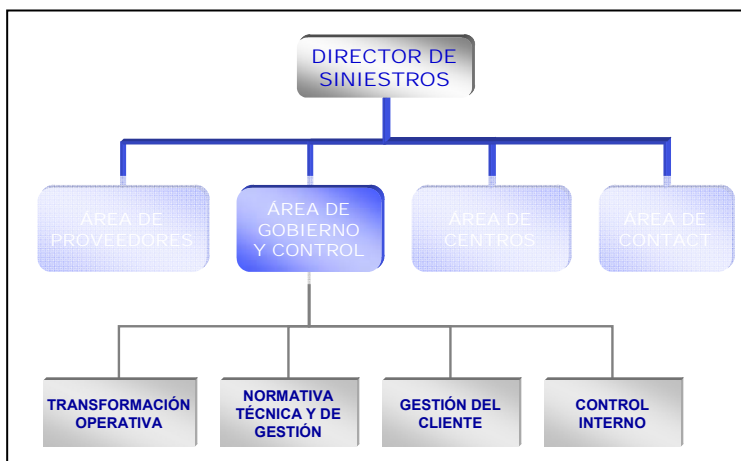 DIRECTOR DE
SINIESTROS
ÁREA DE
PROVEEDORES
ÁREA DE
GOBIERNO
Y CONTROL
ÁREA DE
CENTROS
ÁREA DE
CONTACT
TRANSFORMACIÓN
OPERATIVA
NORMATIVA
TÉCNICA Y DE
GESTIÓN
GESTIÓN DEL
CLIENTE
CONTROL
INTERNO